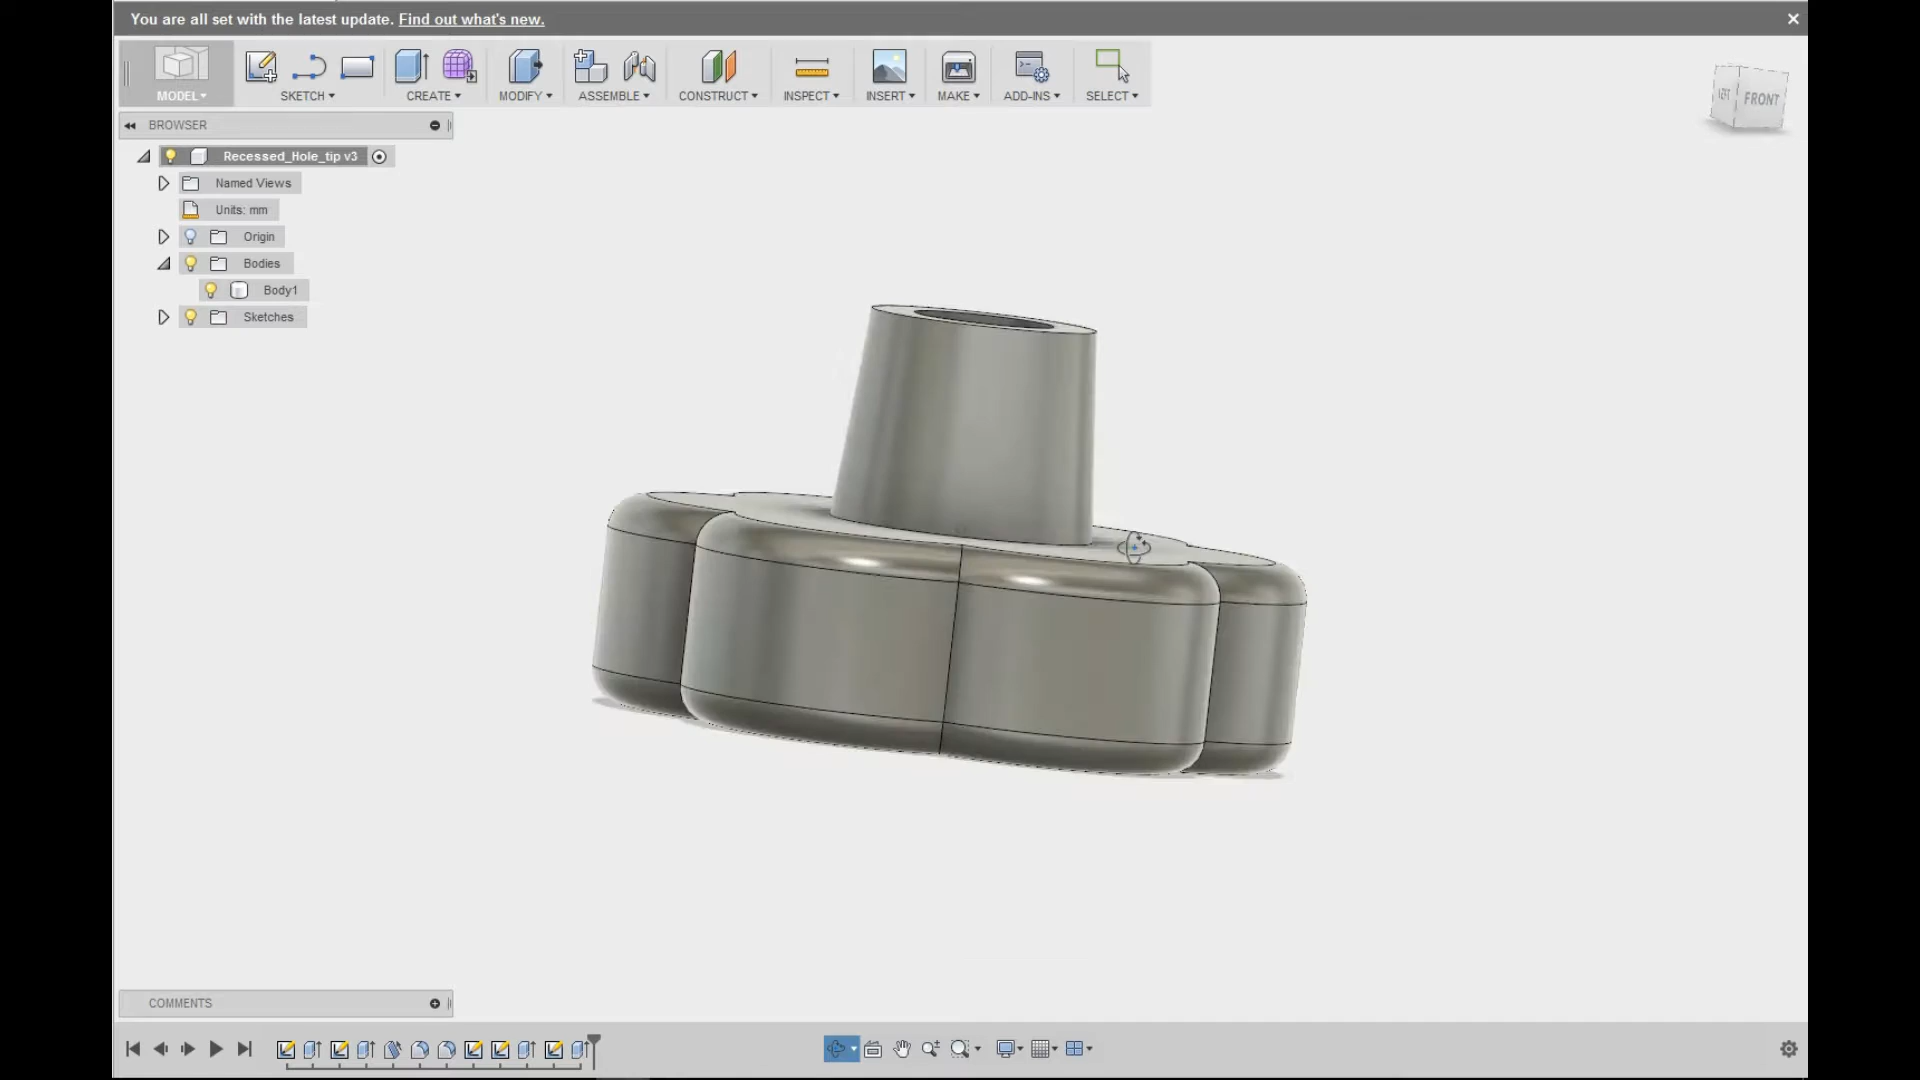 You are all set with the latest update. Find out what's new.
MODEL
SKETCH
CREATE
MODIFY
ASSEMBLE
CONSTRUCT
INSPECT
INSERT
MAKE
ADD-INS
SELECT
LEFT
FRONT
BROWSER
Recessed_Hole_tip v3
Named Views
Units: mm
Origin
Bodies
Body1
Sketches
COMMENTS